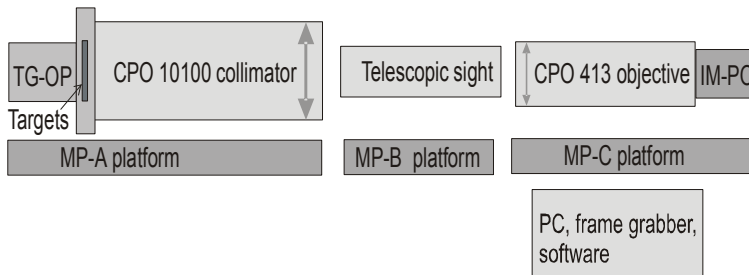 TG-OP
Targets
CPO 10100 collimator
Telescopic sight
CPO 413 objective
IM-PC
MP-A platform
MP-B platform
MP-C platform
PC, frame grabber,
software